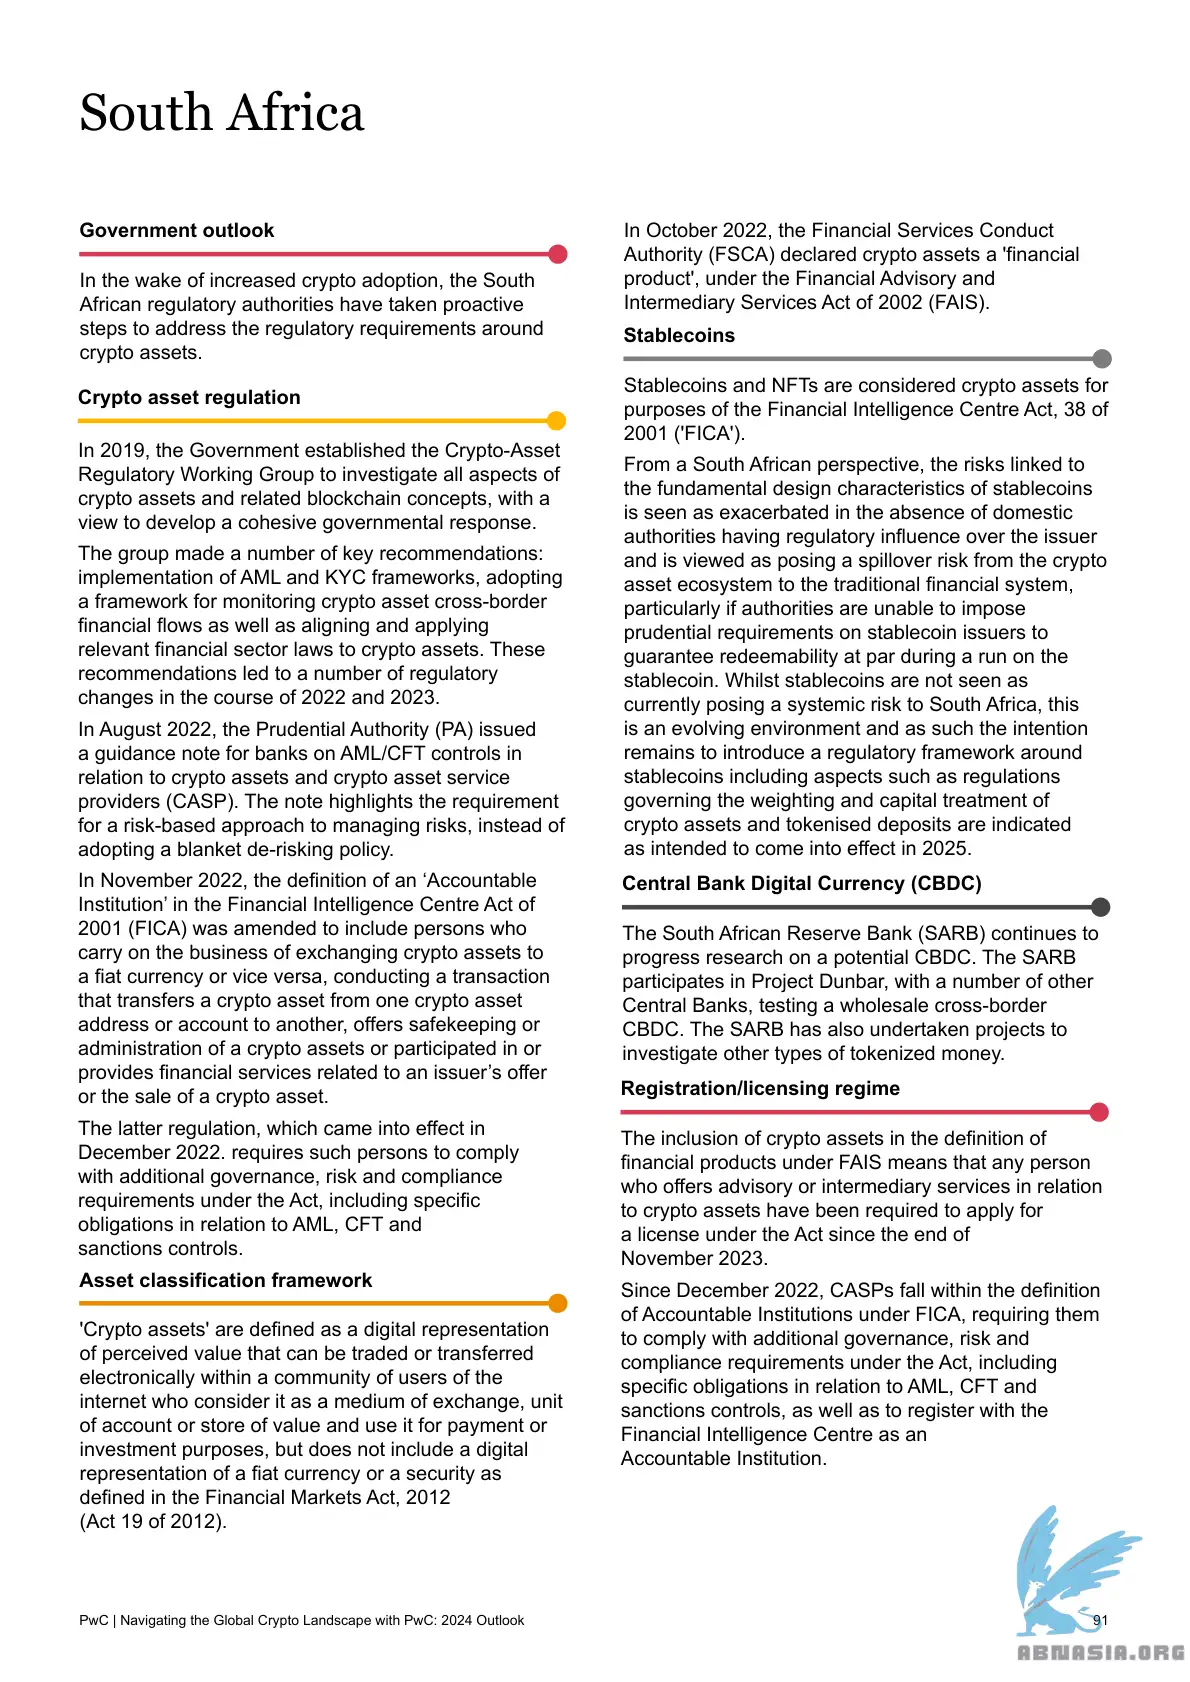 South Africa
Government outlook
In the wake of increased crypto adoption, the South
African regulatory authorities have taken proactive
steps to address the regulatory requirements around
crypto assets.
Crypto asset regulation
In 2019, the Government established the Crypto-Asset
Regulatory Working Group to investigate all aspects of
crypto assets and related blockchain concepts, with a
view to develop a cohesive governmental response.
The group made a number of key recommendations:
implementation of AML and KYC frameworks, adopting
a framework for monitoring crypto asset cross-border
financial flows as well as aligning and applying
relevant financial sector laws to crypto assets. These
recommendations led to a number of regulatory
changes in the course of 2022 and 2023.
In August 2022, the Prudential Authority (PA) issued
a guidance note for banks on AML/CFT controls in
relation to crypto assets and crypto asset service
providers (CASP). The note highlights the requirement
for a risk-based approach to managing risks, instead of
adopting a blanket de-risking policy.
In November 2022, the definition of an ‘Accountable
Institution’ in the Financial Intelligence Centre Act of
2001 (FICA) was amended to include persons who
carry on the business of exchanging crypto assets to
a fiat currency or vice versa, conducting a transaction
that transfers a crypto asset from one crypto asset
address or account to another, offers safekeeping or
administration of a crypto assets or participated in or
provides financial services related to an issuer’s offer
or the sale of a crypto asset.
The latter regulation, which came into effect in
December 2022. requires such persons to comply
with additional governance, risk and compliance
requirements under the Act, including specific
obligations in relation to AML, CFT and
sanctions controls.
Asset classification framework
'Crypto assets' are defined as a digital representation
of perceived value that can be traded or transferred
electronically within a community of users of the
internet who consider it as a medium of exchange, unit
of account or store of value and use it for payment or
investment purposes, but does not include a digital
representation of a fiat currency or a security as
defined in the Financial Markets Act, 2012
(Act 19 of 2012).
In October 2022, the Financial Services Conduct
Authority (FSCA) declared crypto assets a 'financial
product', under the Financial Advisory and
Intermediary Services Act of 2002 (FAIS).
Stablecoins
Stablecoins and NFTs are considered crypto assets for
purposes of the Financial Intelligence Centre Act, 38 of
2001 ('FICA').
From a South African perspective, the risks linked to
the fundamental design characteristics of stablecoins
is seen as exacerbated in the absence of domestic
authorities having regulatory influence over the issuer
and is viewed as posing a spillover risk from the crypto
asset ecosystem to the traditional financial system,
particularly if authorities are unable to impose
prudential requirements on stablecoin issuers to
guarantee redeemability at par during a run on the
stablecoin. Whilst stablecoins are not seen as
currently posing a systemic risk to South Africa, this
is an evolving environment and as such the intention
remains to introduce a regulatory framework around
stablecoins including aspects such as regulations
governing the weighting and capital treatment of
crypto assets and tokenised deposits are indicated
as intended to come into effect in 2025.
Central Bank Digital Currency (CBDC)
The South African Reserve Bank (SARB) continues to
progress research on a potential CBDC. The SARB
participates in Project Dunbar, with a number of other
Central Banks, testing a wholesale cross-border
CBDC. The SARB has also undertaken projects to
investigate other types of tokenized money.
Registration/licensing regime
The inclusion of crypto assets in the definition of
financial products under FAIS means that any person
who offers advisory or intermediary services in relation
to crypto assets have been required to apply for
a license under the Act since the end of
November 2023.
Since December 2022, CASPs fall within the definition
of Accountable Institutions under FICA, requiring them
to comply with additional governance, risk and
compliance requirements under the Act, including
specific obligations in relation to AML, CFT and
sanctions controls, as well as to register with the
Financial Intelligence Centre as an
Accountable Institution.
PwC | Navigating the Global Crypto Landscape with PwC: 2024 Outlook
91
ABNASIA.ORG